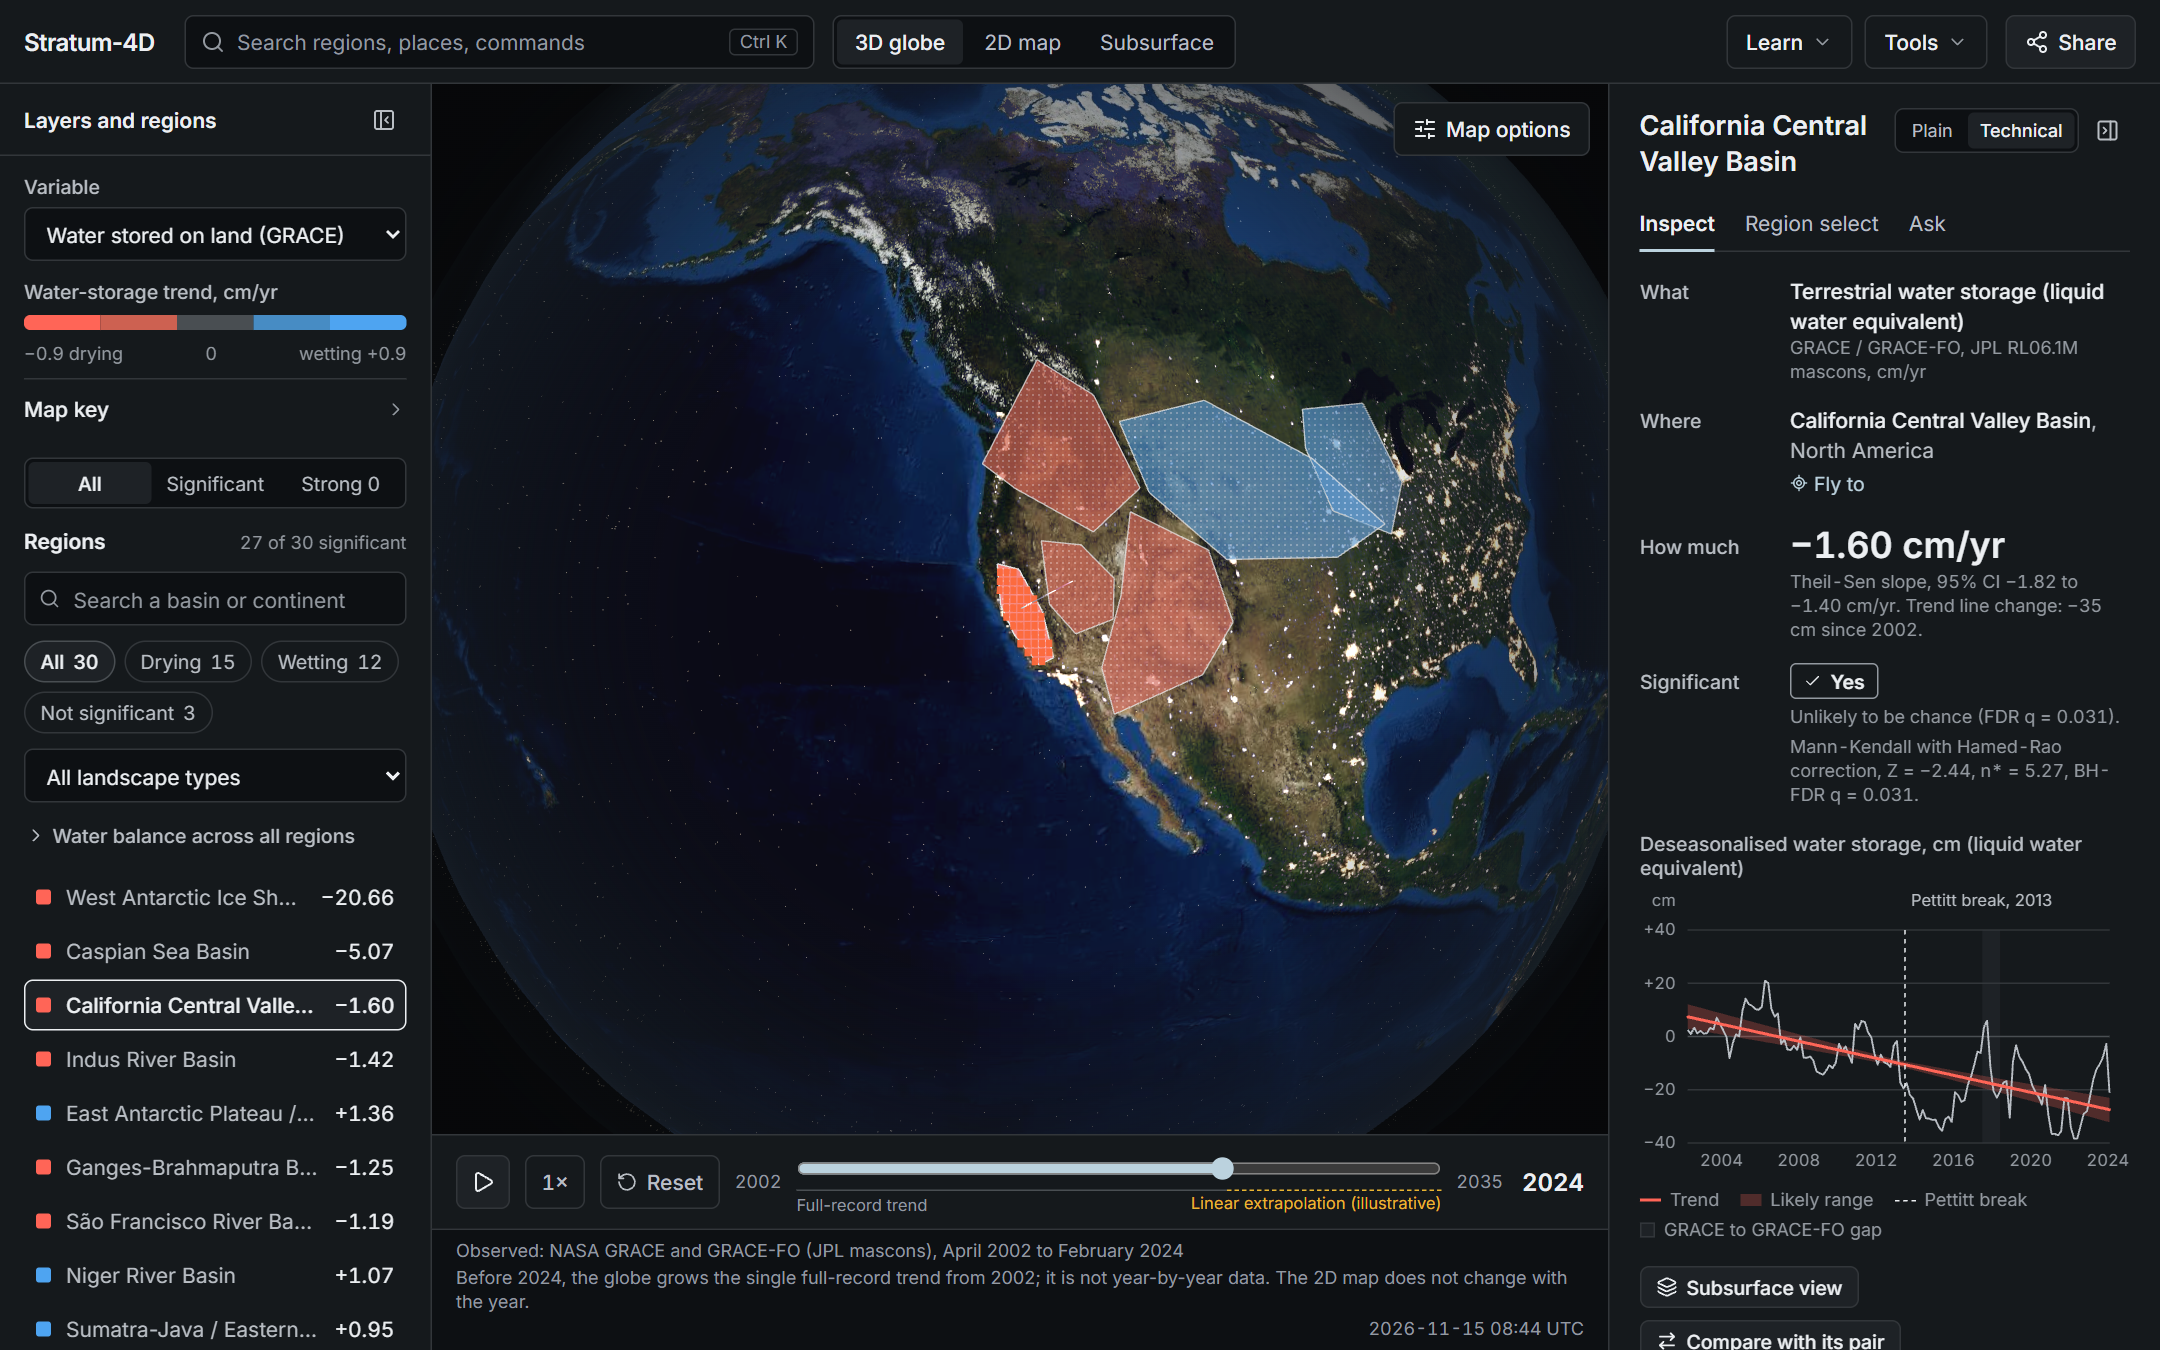 Stratum-4D
Search regions, places, commands
Ctrl K
3D globe
2D map
Subsurface
Learn
Tools
Share
Layers and regions
Variable
Water stored on land (GRACE)
Water-storage trend, cm/yr
−0.9 drying
0
wetting +0.9
Map key
All
Significant
Strong 0
Regions
27 of 30 significant
Search a basin or continent
All 30
Drying 15
Wetting 12
Not significant 3
All landscape types
Water balance across all regions
West Antarctic Ice Sh... −20.66
Caspian Sea Basin −5.07
California Central Valle... −1.60
Indus River Basin −1.42
East Antarctic Plateau /... +1.36
Ganges-Brahmaputra B... −1.25
São Francisco River Ba... −1.19
Niger River Basin +1.07
Sumatra-Java / Eastern... +0.95
Map options
1×
Reset
2002
2035
2024
Full-record trend
Linear extrapolation (illustrative)
Observed: NASA GRACE and GRACE-FO (JPL mascons), April 2002 to February 2024
Before 2024, the globe grows the single full-record trend from 2002; it is not year-by-year data. The 2D map does not change with
the year.
2026-11-15 08:44 UTC
California Central
Valley Basin
Plain
Technical
Inspect
Region select
Ask
What
Terrestrial water storage (liquid
water equivalent)
GRACE / GRACE-FO, JPL RL06.1M
mascons, cm/yr
Where
California Central Valley Basin,
North America
Fly to
How much
−1.60 cm/yr
Theil-Sen slope, 95% CI −1.82 to
−1.40 cm/yr. Trend line change: −35
cm since 2002.
Significant
Yes
Unlikely to be chance (FDR q = 0.031).
Mann-Kendall with Hamed-Rao
correction, Z = −2.44, n* = 5.27, BH-
FDR q = 0.031.
Deseasonalised water storage, cm (liquid water
equivalent)
cm
Pettitt break, 2013
+40
+20
0
−20
−40
2004 2008 2012 2016 2020 2024
Trend
Likely range
Pettitt break
GRACE to GRACE-FO gap
Subsurface view
Compare with its pair